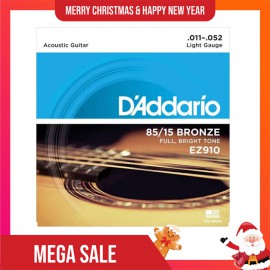 MERRY CHRISTMAS & HAPPY NEW YEAR
.011–.052
Acoustic Guitar
Light Gauge
D'Addario
85/15 BRONZE
FULL, BRIGHT TONE
EZ910
MEGA SALE